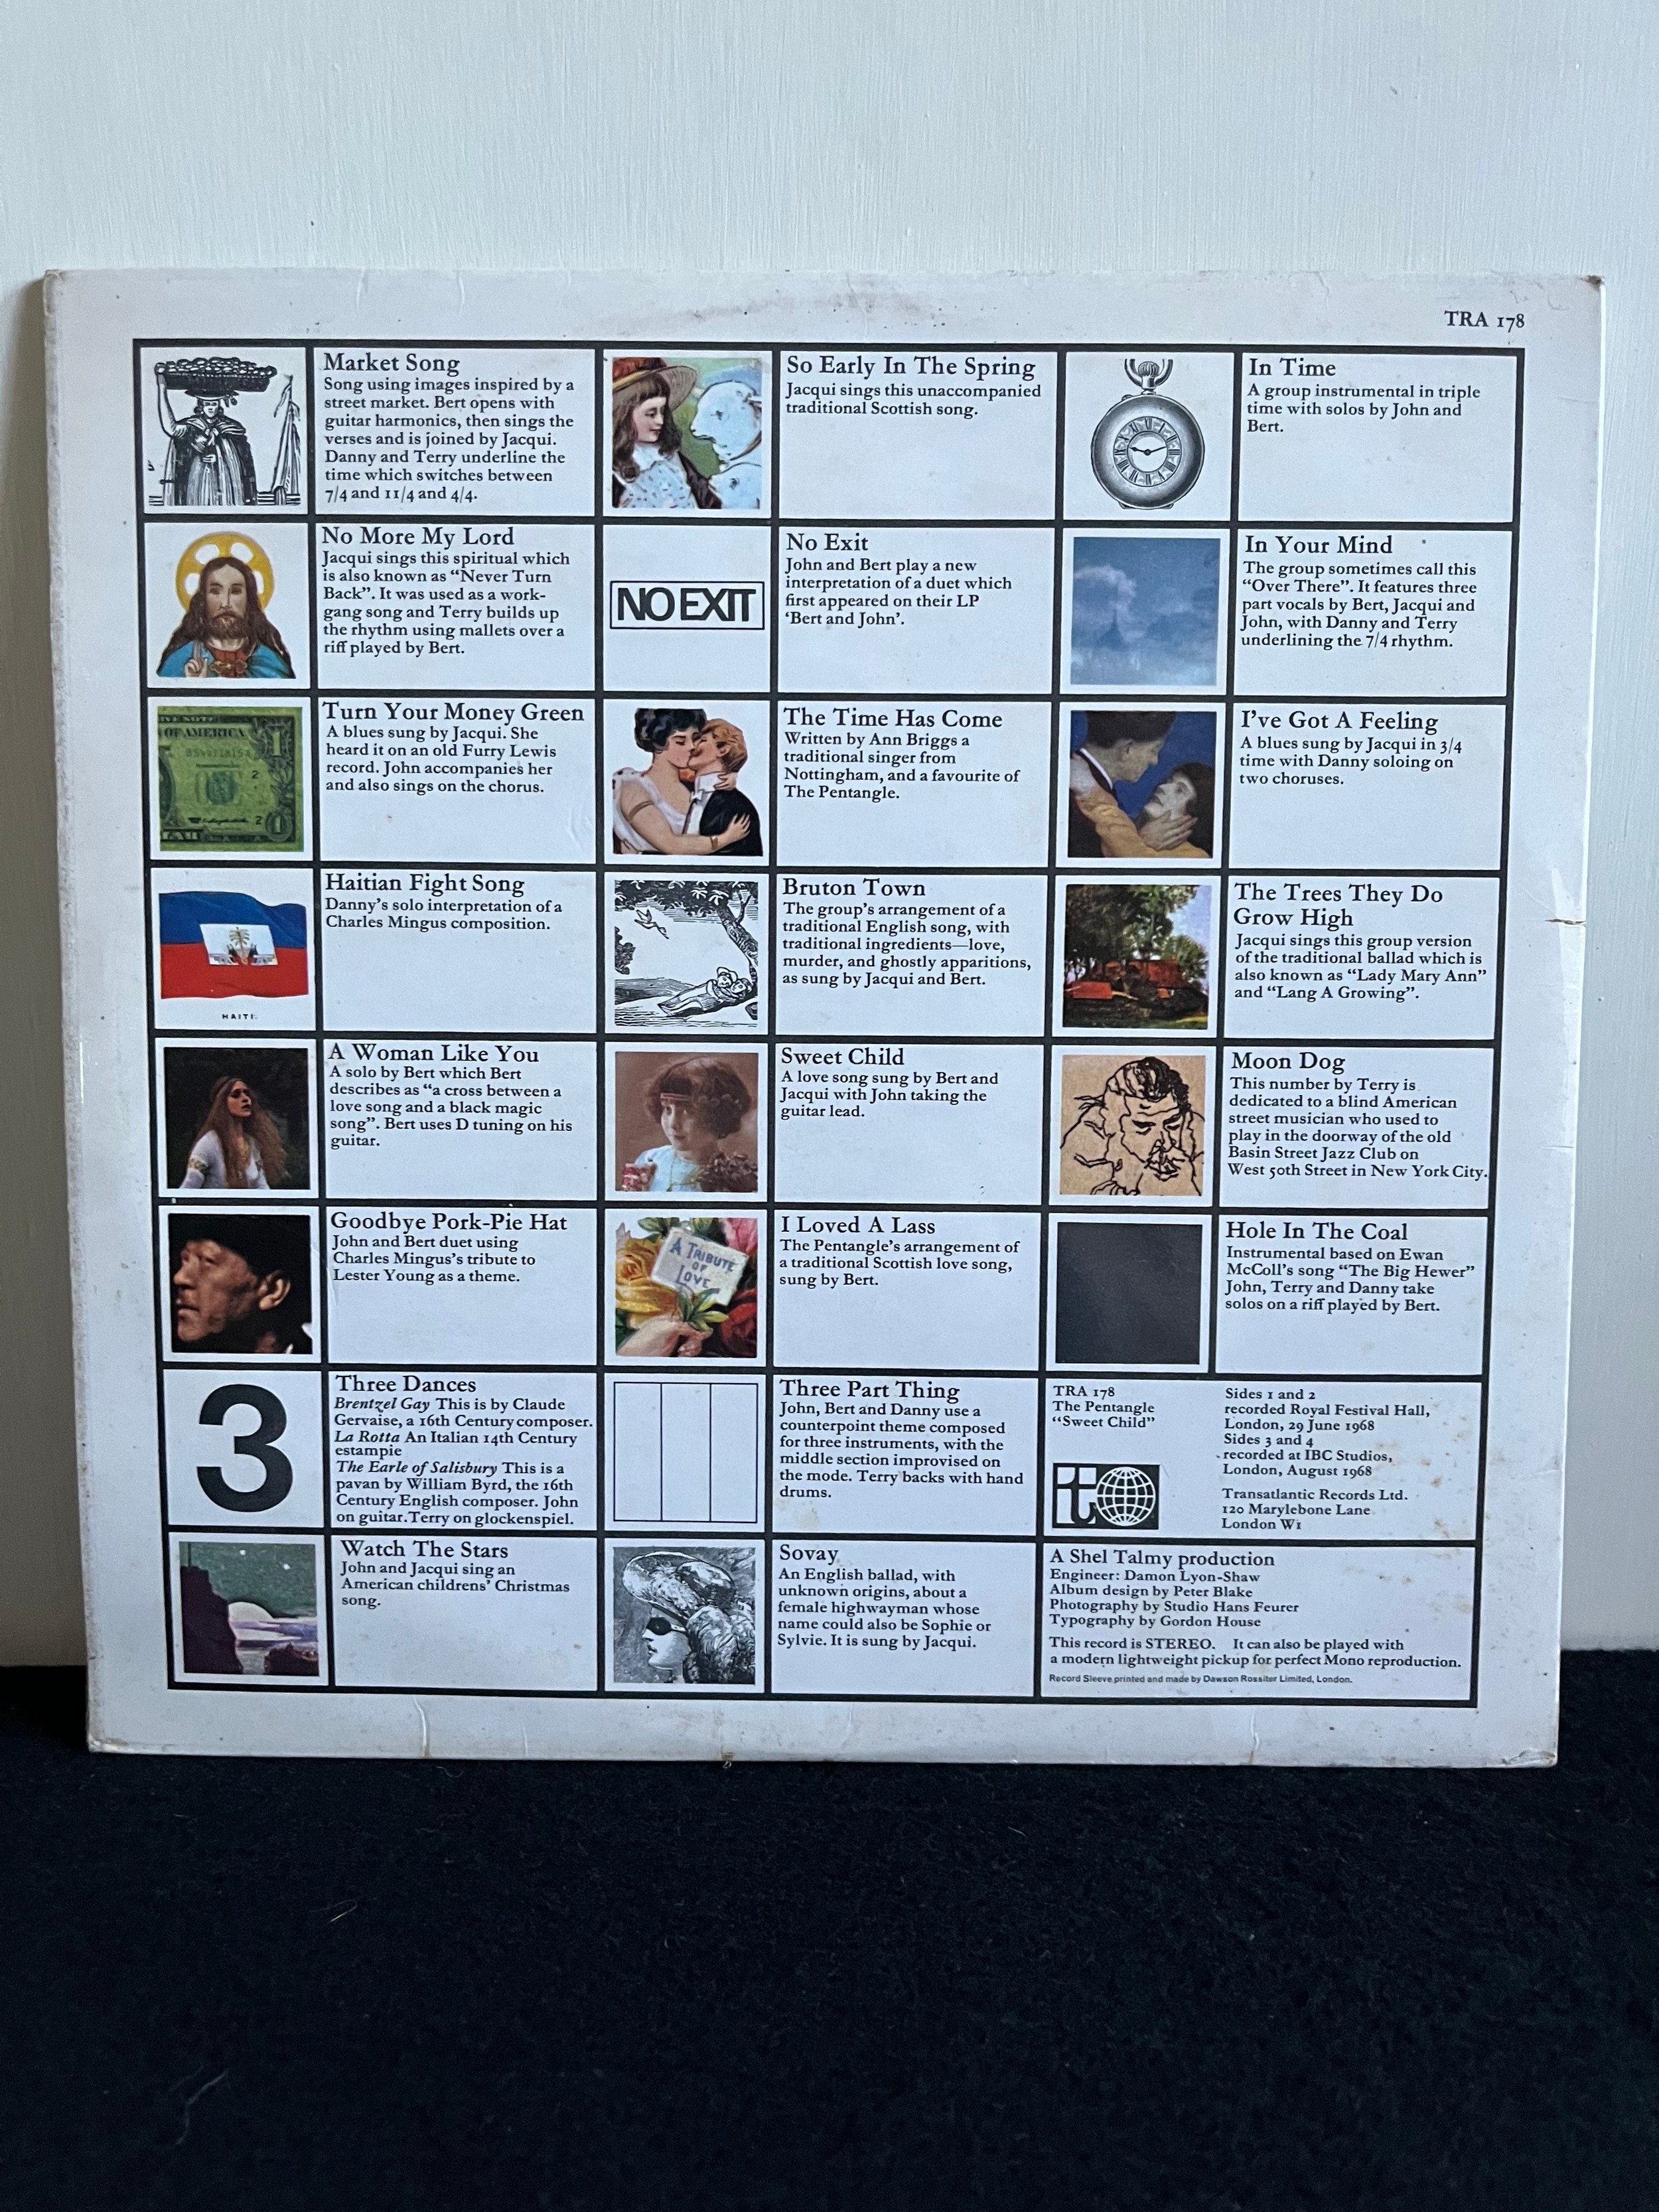 TRA 178
Market Song
Song using images inspired by a
street market. Bert opens with
guitar harmonics, then sings the
verses and is joined by Jacqui.
Danny and Terry underline the
time which switches between
7/4 and 11/4 and 4/4.
No More My Lord
Jacqui sings this spiritual which
is also known as “Never Turn
Back”. It was used as a work-
gang song and Terry builds up
the rhythm using mallets over a
riff played by Bert.
OF AMERICA
Turn Your Money Green
A blues sung by Jacqui. She
heard it on an old Furry Lewis
record. John accompanies her
and also sings on the chorus.
HAITI.
Haitian Fight Song
Danny’s solo interpretation of a
Charles Mingus composition.
A Woman Like You
A solo by Bert which Bert
describes as “a cross between a
love song and a black magic
song”. Bert uses D tuning on his
guitar.
Goodbye Pork-Pie Hat
John and Bert duet using
Charles Mingus’s tribute to
Lester Young as a theme.
3
Three Dances
Brentzel Gay This is by Claude
Gervaise, a 16th Century composer.
La Rotta An Italian 14th Century
estampie
The Earle of Salisbury This is a
pavan by William Byrd, the 16th
Century English composer. John
on guitar. Terry on glockenspiel.
Watch The Stars
John and Jacqui sing an
American childrens’ Christmas
song.
So Early In The Spring
Jacqui sings this unaccompanied
traditional Scottish song.
NO EXIT
No Exit
John and Bert play a new
interpretation of a duet which
first appeared on their LP
‘Bert and John’.
The Time Has Come
Written by Ann Briggs a
traditional singer from
Nottingham, and a favourite of
The Pentangle.
Bruton Town
The group’s arrangement of a
traditional English song, with
traditional ingredients—love,
murder, and ghostly apparitions,
as sung by Jacqui and Bert.
Sweet Child
A love song sung by Bert and
Jacqui with John taking the
guitar lead.
A TRIBUTE
OF
LOVE
I Loved A Lass
The Pentangle’s arrangement of
a traditional Scottish love song,
sung by Bert.
Three Part Thing
John, Bert and Danny use a
counterpoint theme composed
for three instruments, with the
middle section improvised on
the mode. Terry backs with hand
drums.
Sovay
An English ballad, with
unknown origins, about a
female highwayman whose
name could also be Sophie or
Sylvie. It is sung by Jacqui.
In Time
A group instrumental in triple
time with solos by John and
Bert.
In Your Mind
The group sometimes call this
“Over There”. It features three
part vocals by Bert, Jacqui and
John, with Danny and Terry
underlining the 7/4 rhythm.
I’ve Got A Feeling
A blues sung by Jacqui in 3/4
time with Danny soloing on
two choruses.
The Trees They Do
Grow High
Jacqui sings this group version
of the traditional ballad which is
also known as “Lady Mary Ann”
and “Lang A Growing”.
Moon Dog
This number by Terry is
dedicated to a blind American
street musician who used to
play in the doorway of the old
Basin Street Jazz Club on
West 50th Street in New York City.
Hole In The Coal
Instrumental based on Ewan
McColl’s song “The Big Hewer”
John, Terry and Danny take
solos on a riff played by Bert.
TRA 178
The Pentangle
“Sweet Child”
t
Sides 1 and 2
recorded Royal Festival Hall,
London, 29 June 1968
Sides 3 and 4
recorded at IBC Studios,
London, August 1968
Transatlantic Records Ltd.
120 Marylebone Lane
London W1
A Shel Talmy production
Engineer: Damon Lyon-Shaw
Album design by Peter Blake
Photography by Studio Hans Feurer
Typography by Gordon House
This record is STEREO. It can also be played with
a modern lightweight pickup for perfect Mono reproduction.
Record Sleeve printed and made by Dawson Rossiter Limited, London.